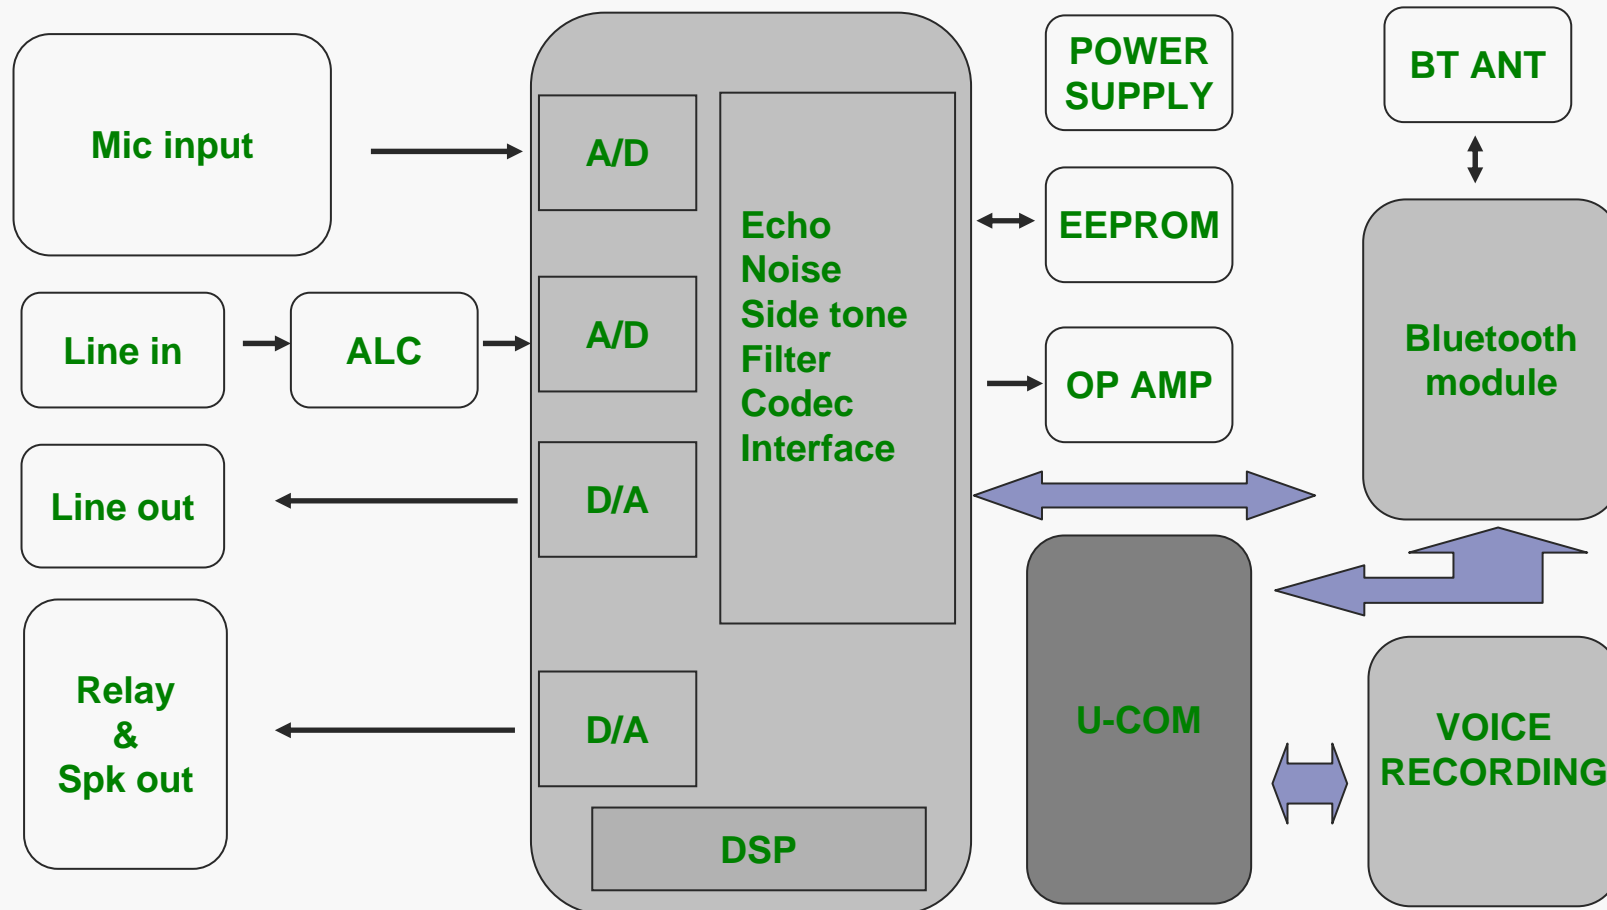 Mic input
Line in
ALC
Line out
Relay
&
Spk out
A/D
A/D
D/A
D/A
Echo
Noise
Side tone
Filter
Codec
Interface
DSP
POWER
SUPPLY
EEPROM
OP AMP
U-COM
BT ANT
Bluetooth
module
VOICE
RECORDING